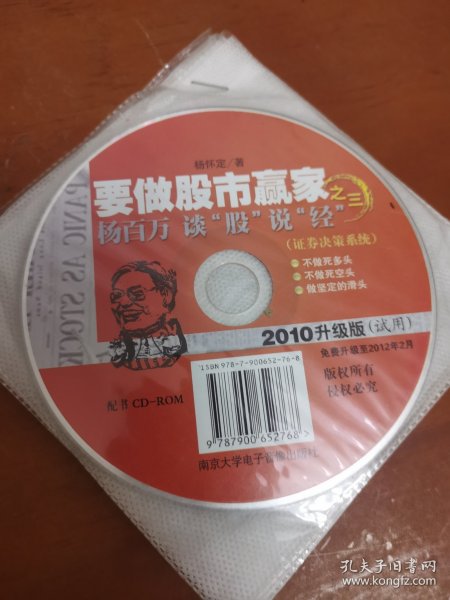 杨怀定/著
要做股市赢家之三
杨百万 谈“股”说“经”
(证券决策系统)
不做死多头
不做死空头
做坚定的滑头
PANIC AS STOCK
2010升级版(试用)
免费升级至2012年2月
版权所有
侵权必究
配书CD-ROM
ISBN 978-7-900652-76-8
9 787900 652768
南京大学电子音像出版社
孔夫子旧书网
www.kongfz.com